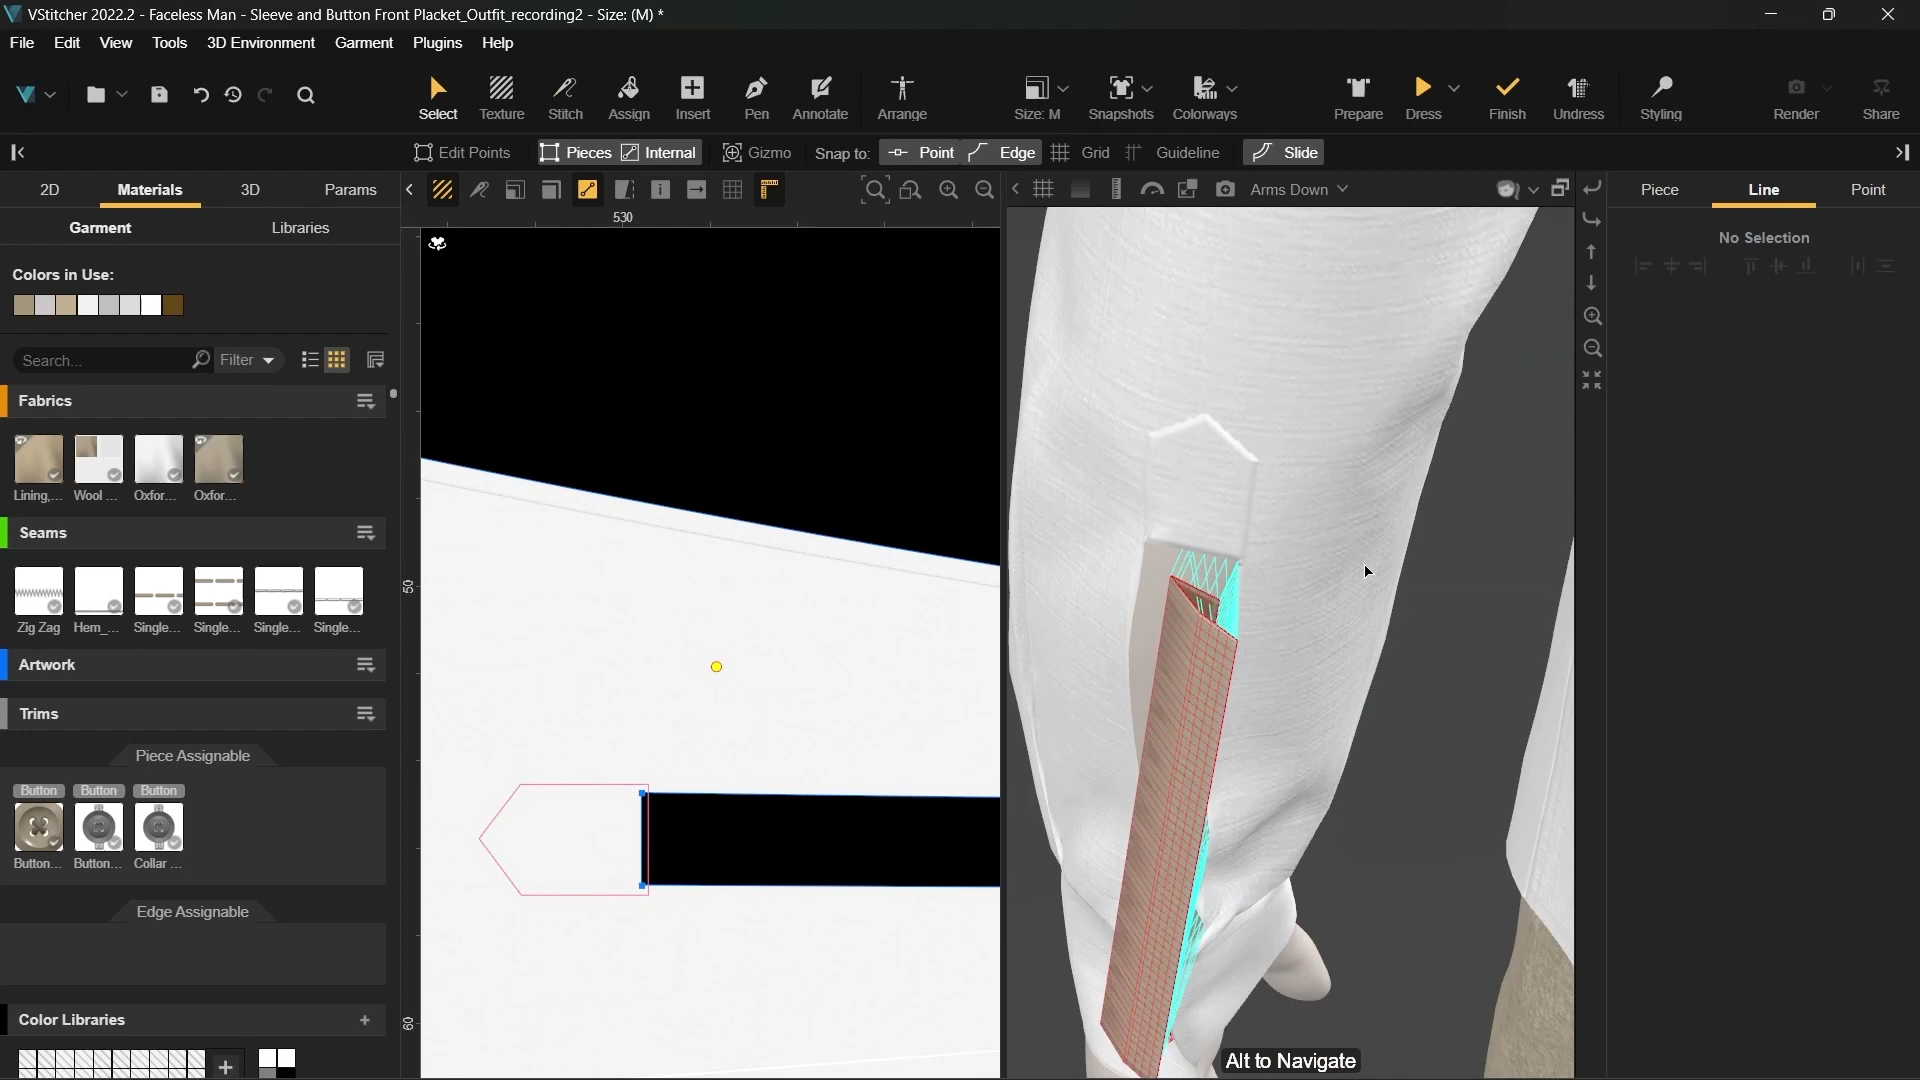 VStitcher 2022.2 - Faceless Man - Sleeve and Button Front Placket_Outfit_recording2 - Size: (M) *
File Edit View Tools 3D Environment Garment Plugins Help
Select Texture Stitch Assign Insert Pen Annotate Arrange Size: M Snapshots Colorways Prepare Dress Finish Undress Styling Render Share
Edit Points Pieces Internal Gizmo Snap to: Point Edge Grid Guideline Slide
2D Materials 3D Params
Arms Down
Piece Line Point
530
Garment Libraries
No Selection
Colors in Use:
Search... Filter
Fabrics
Lining,... Wool ... Oxfor... Oxfor...
Seams
50
Zig Zag Hem_... Single... Single... Single... Single...
Artwork
Trims
Piece Assignable
Button Button Button
Button... Button... Collar ...
Edge Assignable
Color Libraries +
60
Alt to Navigate
+